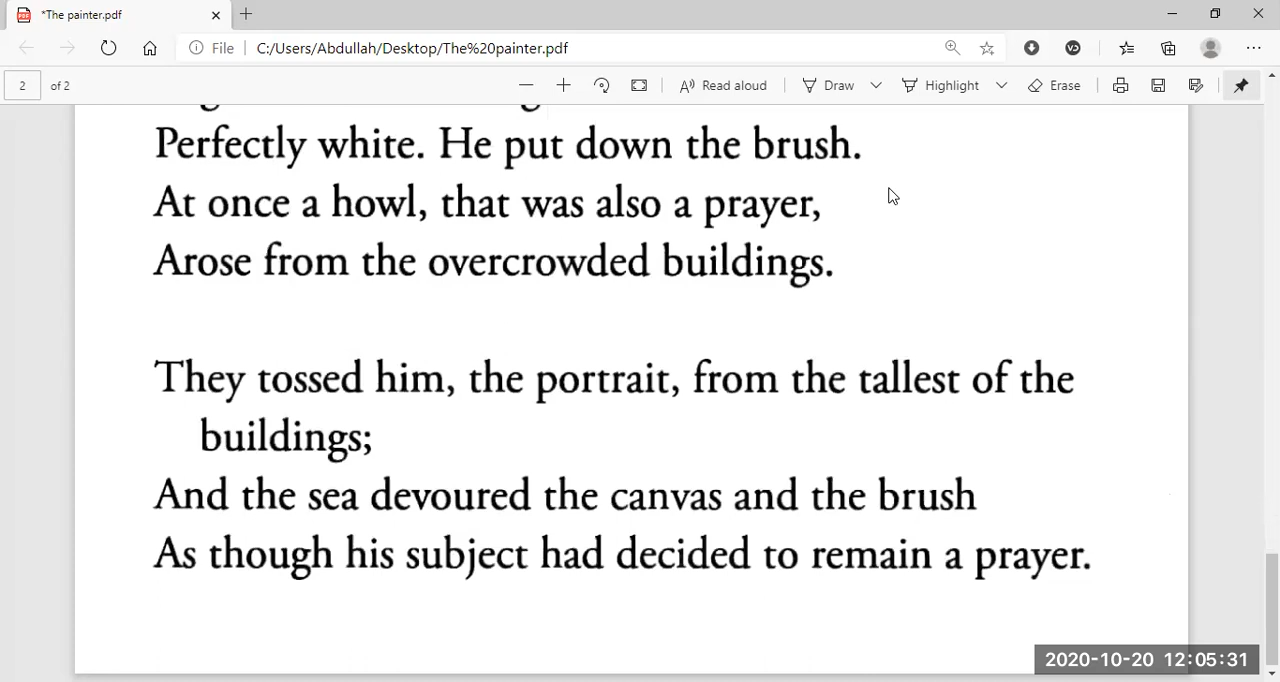 *The painter.pdf
File C:/Users/Abdullah/Desktop/The%20painter.pdf
2 of 2 Read aloud Draw Highlight Erase
Perfectly white. He put down the brush.
At once a howl, that was also a prayer,
Arose from the overcrowded buildings.
They tossed him, the portrait, from the tallest of the
buildings;
And the sea devoured the canvas and the brush
As though his subject had decided to remain a prayer.
2020-10-20 12:05:31